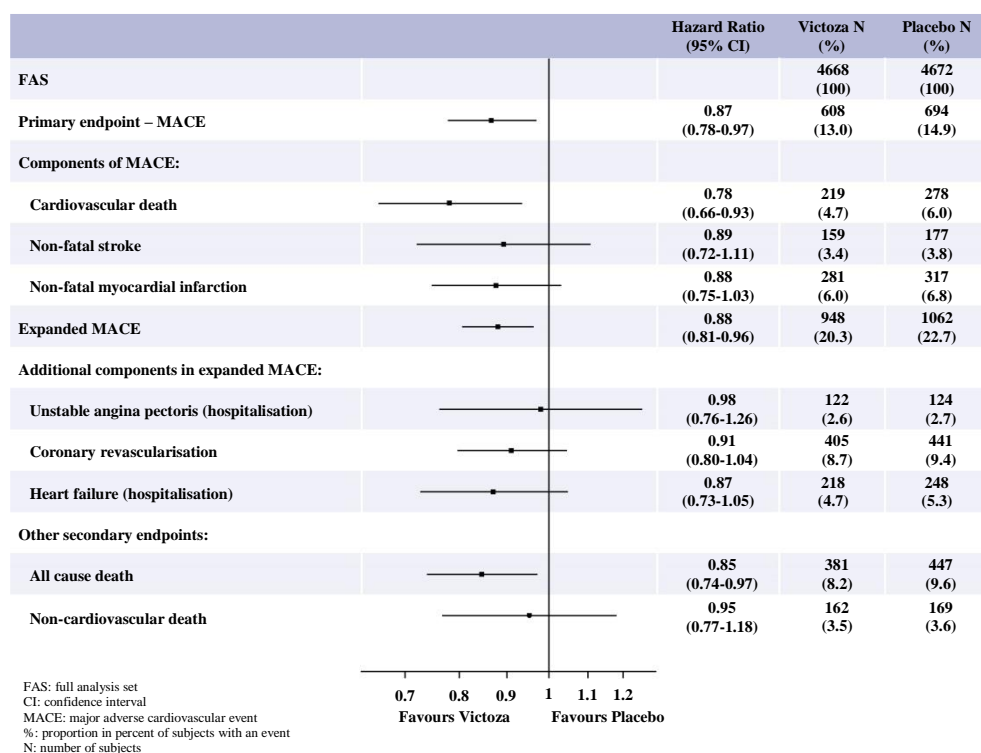 Hazard Ratio Victoza N Placebo N
(95% CI) (%) (%)
4668 4672
FAS
(100) (100)
0.87 608 694
Primary endpoint – MACE
(0.78-0.97) (13.0) (14.9)
Components of MACE:
0.78 219 278
Cardiovascular death
(0.66-0.93) (4.7) (6.0)
0.89 159 177
Non-fatal stroke
(0.72-1.11) (3.4) (3.8)
0.88 281 317
Non-fatal myocardial infarction
(0.75-1.03) (6.0) (6.8)
0.88 948 1062
Expanded MACE
(0.81-0.96) (20.3) (22.7)
Additional components in expanded MACE:
0.98 122 124
Unstable angina pectoris (hospitalisation)
(0.76-1.26) (2.6) (2.7)
0.91 405 441
Coronary revascularisation
(0.80-1.04) (8.7) (9.4)
0.87 218 248
Heart failure (hospitalisation)
(0.73-1.05) (4.7) (5.3)
Other secondary endpoints:
0.85 381 447
All cause death
(0.74-0.97) (8.2) (9.6)
0.95 162 169
Non-cardiovascular death
(0.77-1.18) (3.5) (3.6)
0.7 0.8 0.9 1 1.1 1.2
Favours Victoza Favours Placebo
FAS: full analysis set
CI: confidence interval
MACE: major adverse cardiovascular event
%: proportion in percent of subjects with an event
N: number of subjects